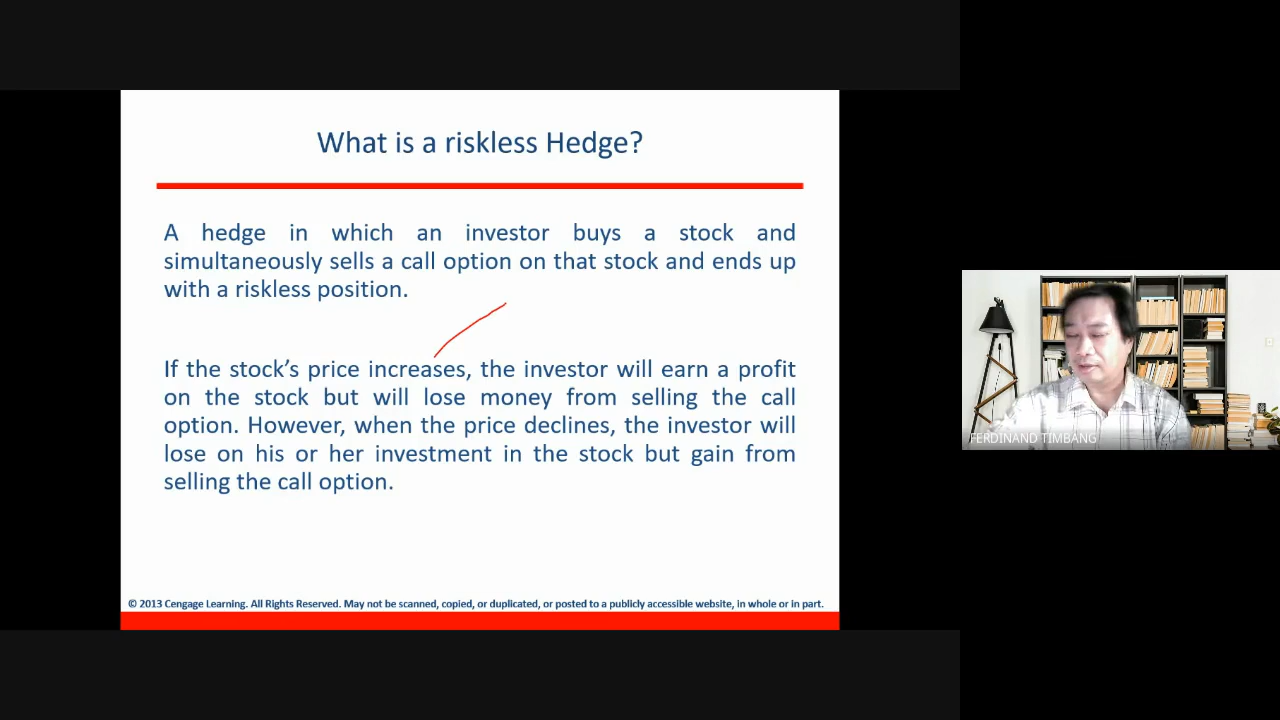 What is a riskless Hedge?
A hedge in which an investor buys a stock and
simultaneously sells a call option on that stock and ends up
with a riskless position.
If the stock’s price increases, the investor will earn a profit
on the stock but will lose money from selling the call
option. However, when the price declines, the investor will
lose on his or her investment in the stock but gain from
selling the call option.
© 2013 Cengage Learning. All Rights Reserved. May not be scanned, copied, or duplicated, or posted to a publicly accessible website, in whole or in part.
FERDINAND TIMBANG